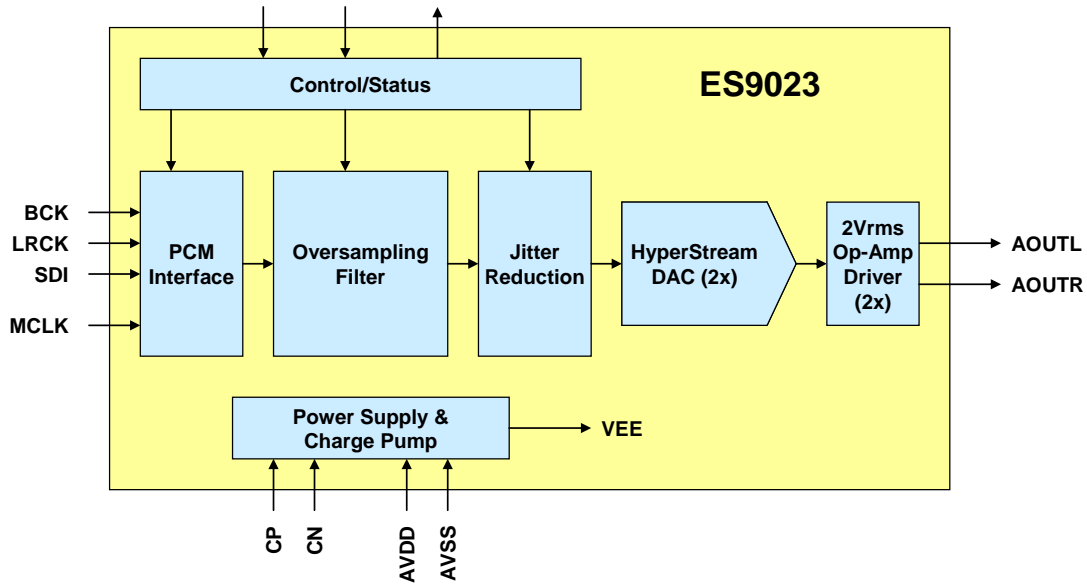 Control/Status
ES9023
BCK
LRCK
SDI
MCLK
PCM
Interface
Oversampling
Filter
Jitter
Reduction
HyperStream
DAC (2x)
2Vrms
Op-Amp
Driver
(2x)
AOUTL
AOUTR
Power Supply &
Charge Pump
VEE
CP
CN
AVDD
AVSS